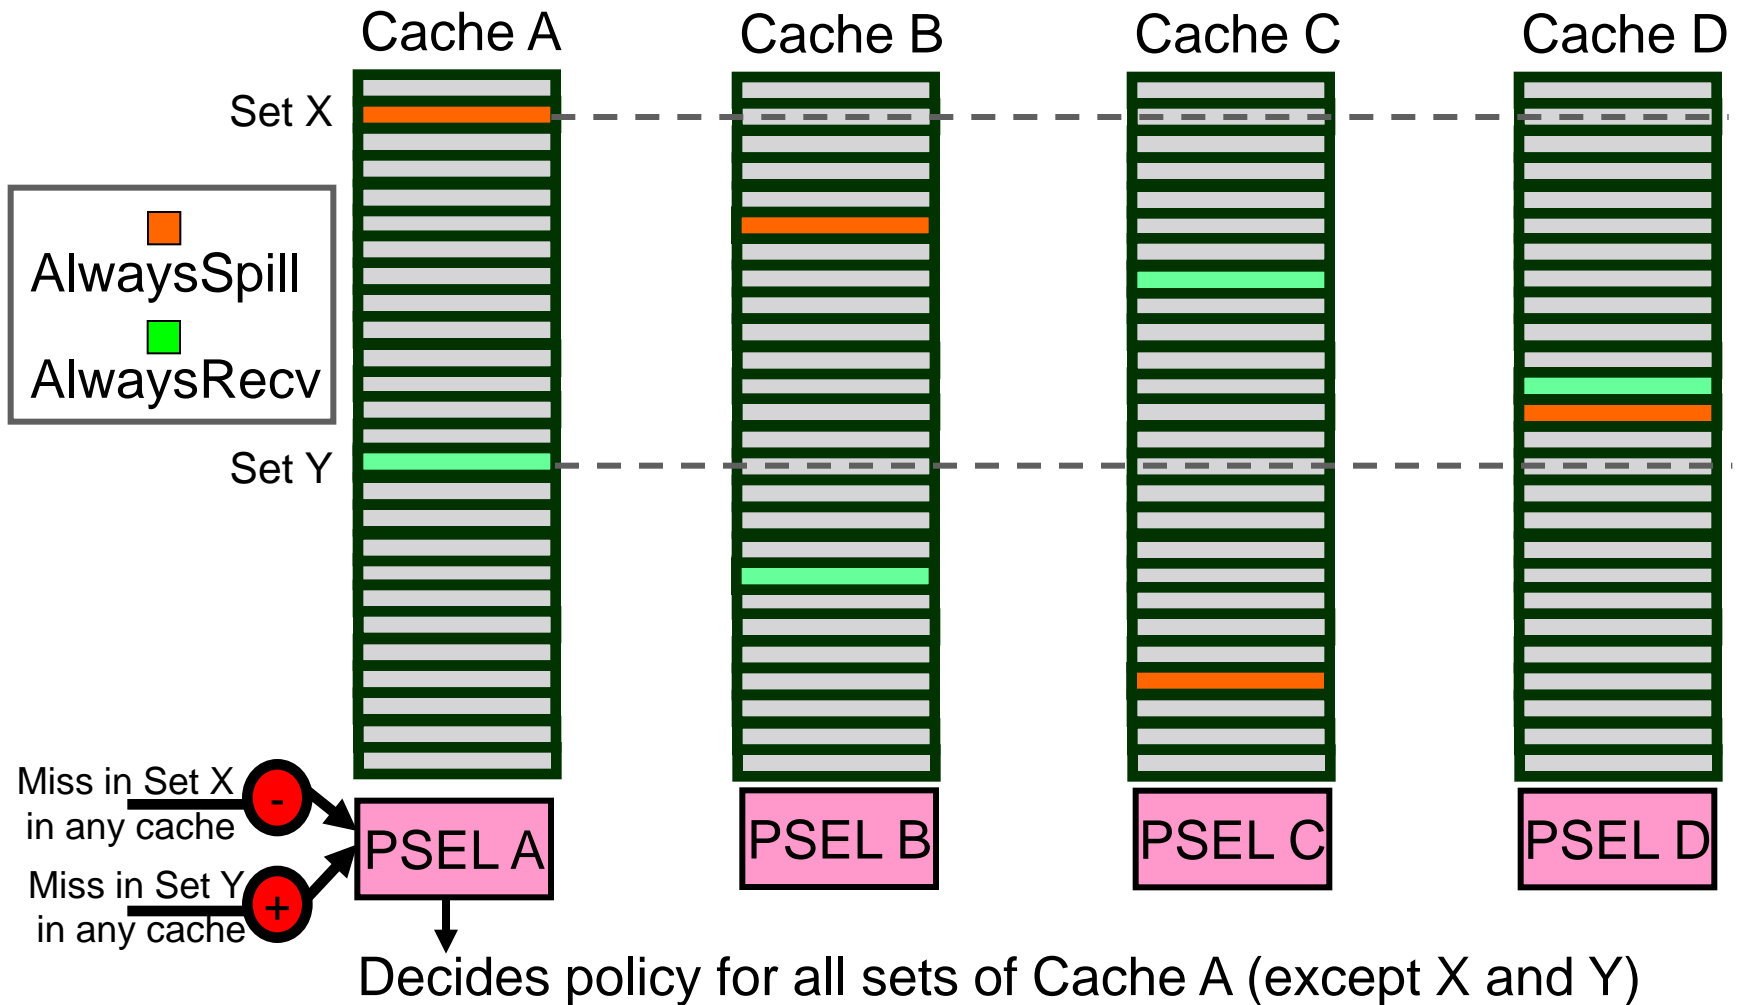 Cache A
Cache B
Cache C
Cache D
Set X
AlwaysSpill
AlwaysRecv
Set Y
Miss in Set X
in any cache
-
Miss in Set Y
in any cache
+
PSEL A
PSEL B
PSEL C
PSEL D
Decides policy for all sets of Cache A (except X and Y)